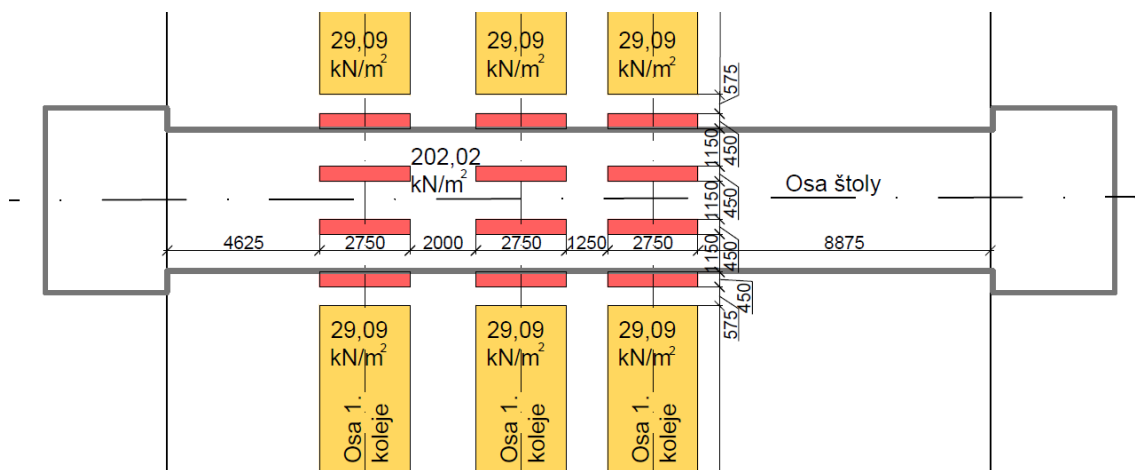 29,09
kN/m²
29,09
kN/m²
29,09
kN/m²
575
450
1150
202,02
kN/m²
Osa štoly
1150
450
4625
2750
2000
2750
1250
2750
8875
1150
450
450
575
29,09
kN/m²
29,09
kN/m²
29,09
kN/m²
Osa 1.
koleje
Osa 1.
koleje
Osa 1.
koleje